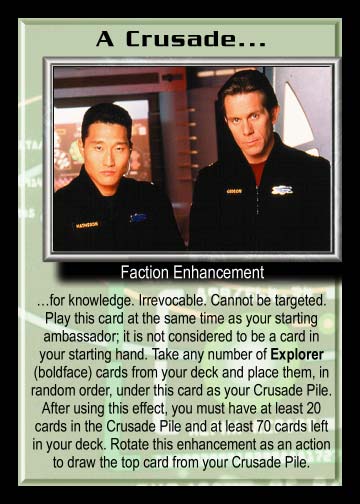 A Crusade...
MATHESON
GIDEON
Faction Enhancement
...for knowledge. Irrevocable. Cannot be targeted.
Play this card at the same time as your starting
ambassador; it is not considered to be a card in
your starting hand. Take any number of Explorer
(boldface) cards from your deck and place them, in
random order, under this card as your Crusade Pile.
After using this effect, you must have at least 20
cards in the Crusade Pile and at least 70 cards left
in your deck. Rotate this enhancement as an action
to draw the top card from your Crusade Pile.